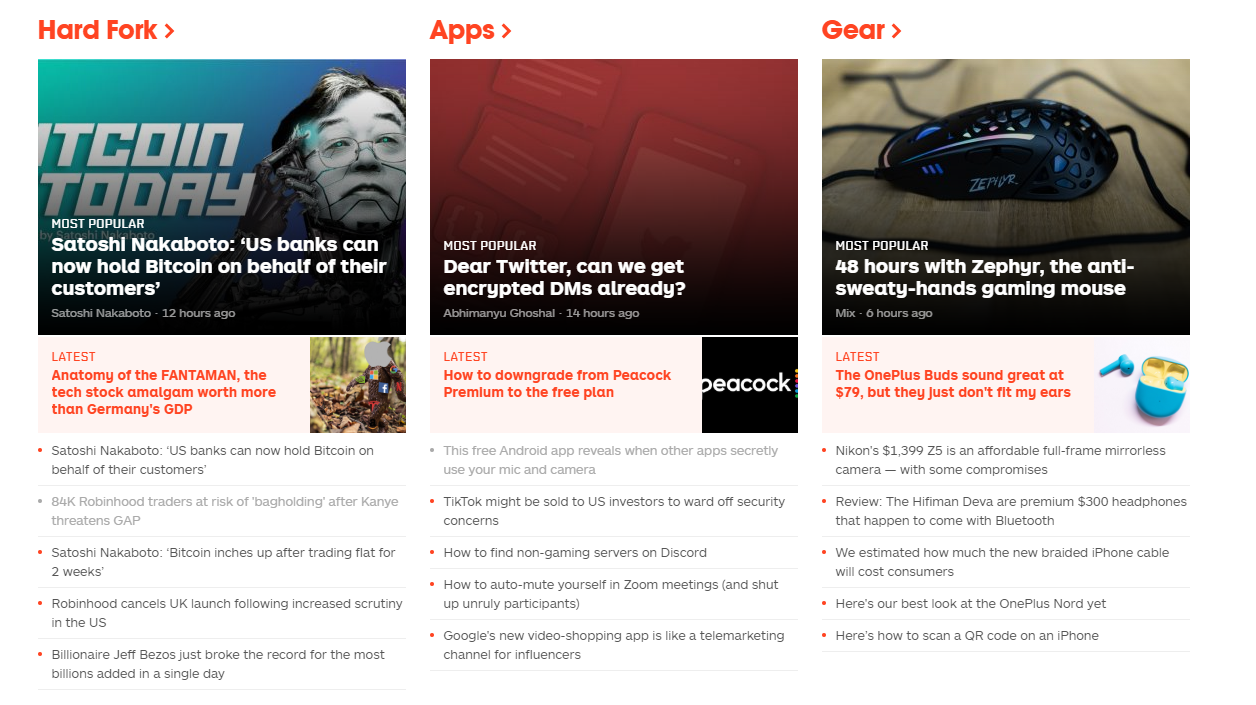 Hard Fork >
ITCOIN
TODAY
by Satoshi Nakaboto
MOST POPULAR
Satoshi Nakaboto: ‘US banks can
now hold Bitcoin on behalf of their
customers’
Satoshi Nakaboto · 12 hours ago
LATEST
Anatomy of the FANTAMAN, the
tech stock amalgam worth more
than Germany’s GDP
• Satoshi Nakaboto: ‘US banks can now hold Bitcoin on
behalf of their customers’
• 84K Robinhood traders at risk of 'bagholding' after Kanye
threatens GAP
• Satoshi Nakaboto: ‘Bitcoin inches up after trading flat for
2 weeks’
• Robinhood cancels UK launch following increased scrutiny
in the US
• Billionaire Jeff Bezos just broke the record for the most
billions added in a single day
Apps >
MOST POPULAR
Dear Twitter, can we get
encrypted DMs already?
Abhimanyu Ghoshal · 14 hours ago
LATEST
How to downgrade from Peacock
Premium to the free plan
peacock
• This free Android app reveals when other apps secretly
use your mic and camera
• TikTok might be sold to US investors to ward off security
concerns
• How to find non-gaming servers on Discord
• How to auto-mute yourself in Zoom meetings (and shut
up unruly participants)
• Google’s new video-shopping app is like a telemarketing
channel for influencers
Gear >
ZEPHYR
MOST POPULAR
48 hours with Zephyr, the anti-
sweaty-hands gaming mouse
Mix · 6 hours ago
LATEST
The OnePlus Buds sound great at
$79, but they just don’t fit my ears
• Nikon’s $1,399 Z5 is an affordable full-frame mirrorless
camera — with some compromises
• Review: The Hifiman Deva are premium $300 headphones
that happen to come with Bluetooth
• We estimated how much the new braided iPhone cable
will cost consumers
• Here’s our best look at the OnePlus Nord yet
• Here’s how to scan a QR code on an iPhone